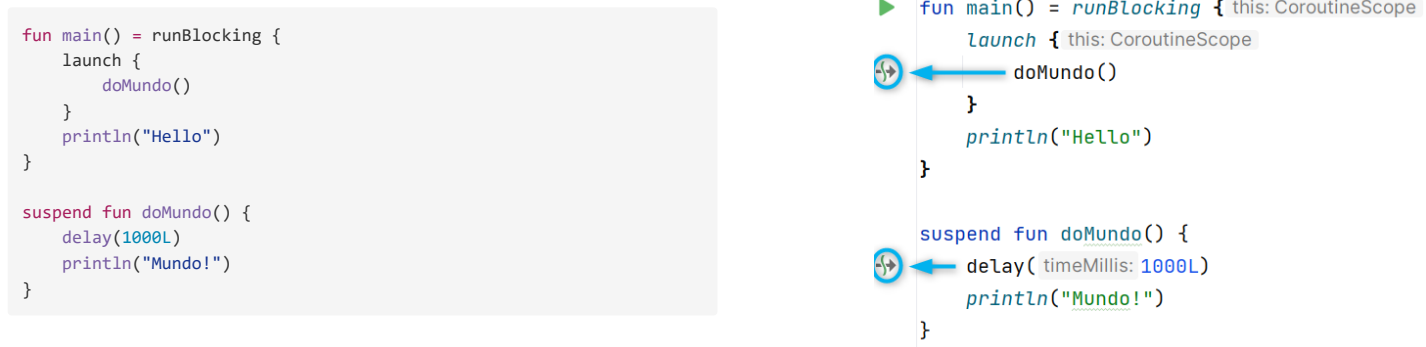 fun main() = runBlocking {
    launch {
        doMundo()
    }
    println("Hello")
}
suspend fun doMundo() {
    delay(1000L)
    println("Mundo!")
}
fun main() = runBlocking { this: CoroutineScope
    launch { this: CoroutineScope
        doMundo()
    }
    println("Hello")
}
suspend fun doMundo() {
    delay( timeMillis: 1000L)
    println("Mundo!")
}